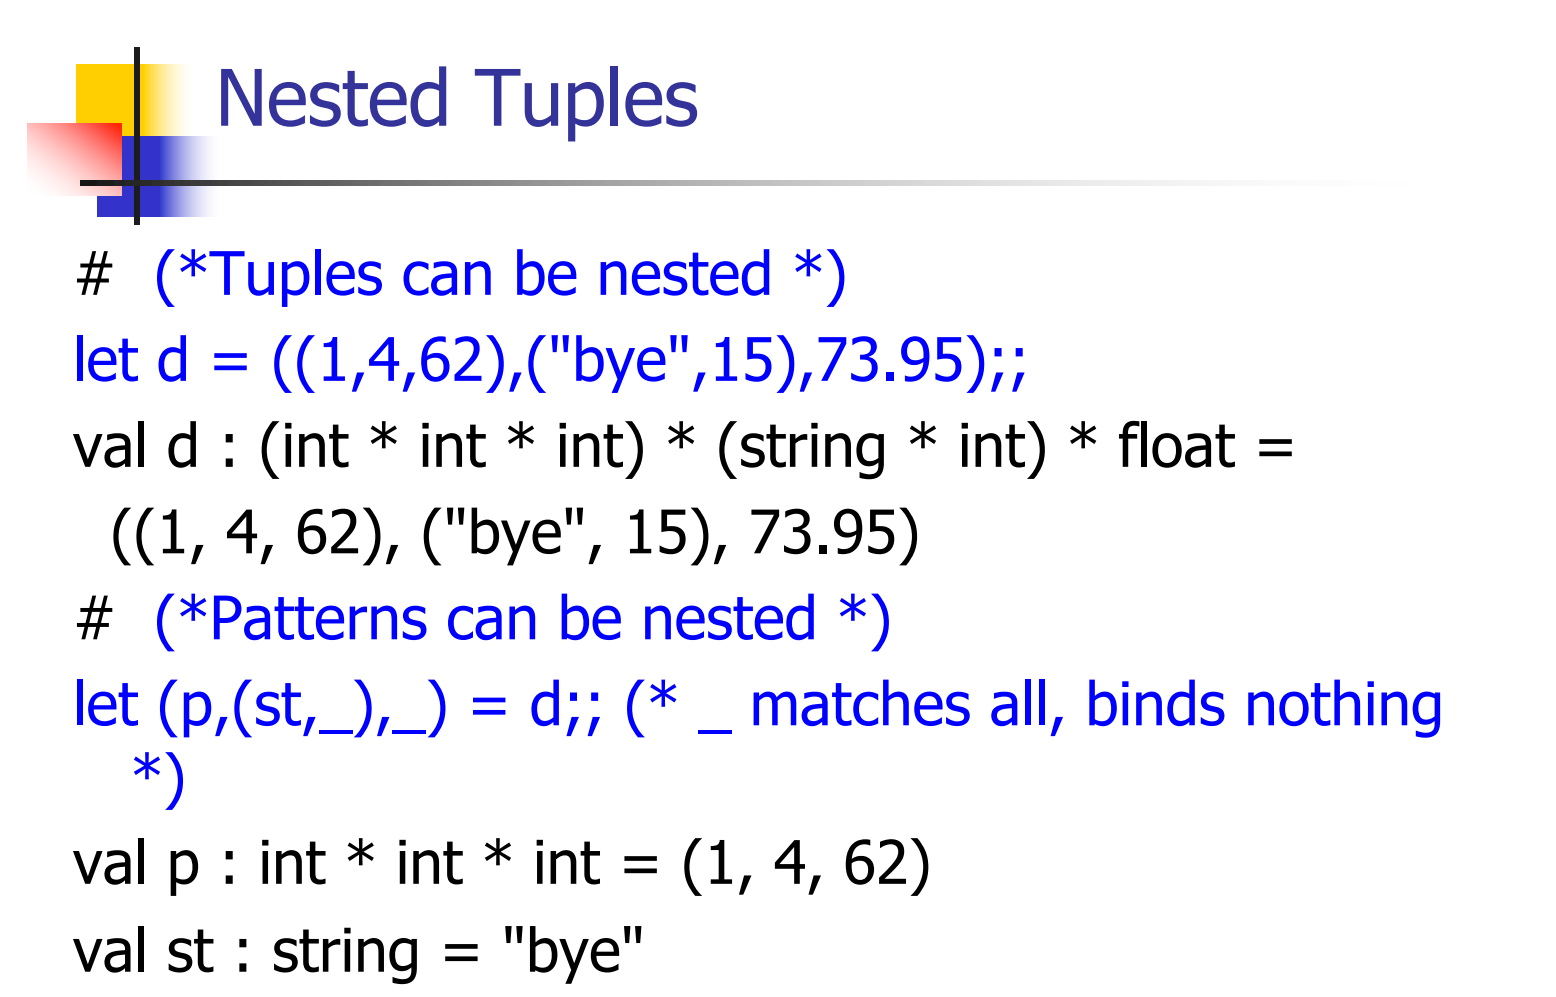 Nested Tuples
# (*Tuples can be nested *)
let d = ((1,4,62),("bye",15),73.95);;
val d : (int * int * int) * (string * int) * float =
((1, 4, 62), ("bye", 15), 73.95)
# (*Patterns can be nested *)
let (p,(st,_),_) = d;; (* _ matches all, binds nothing
*)
val p : int * int * int = (1, 4, 62)
val st : string = "bye"